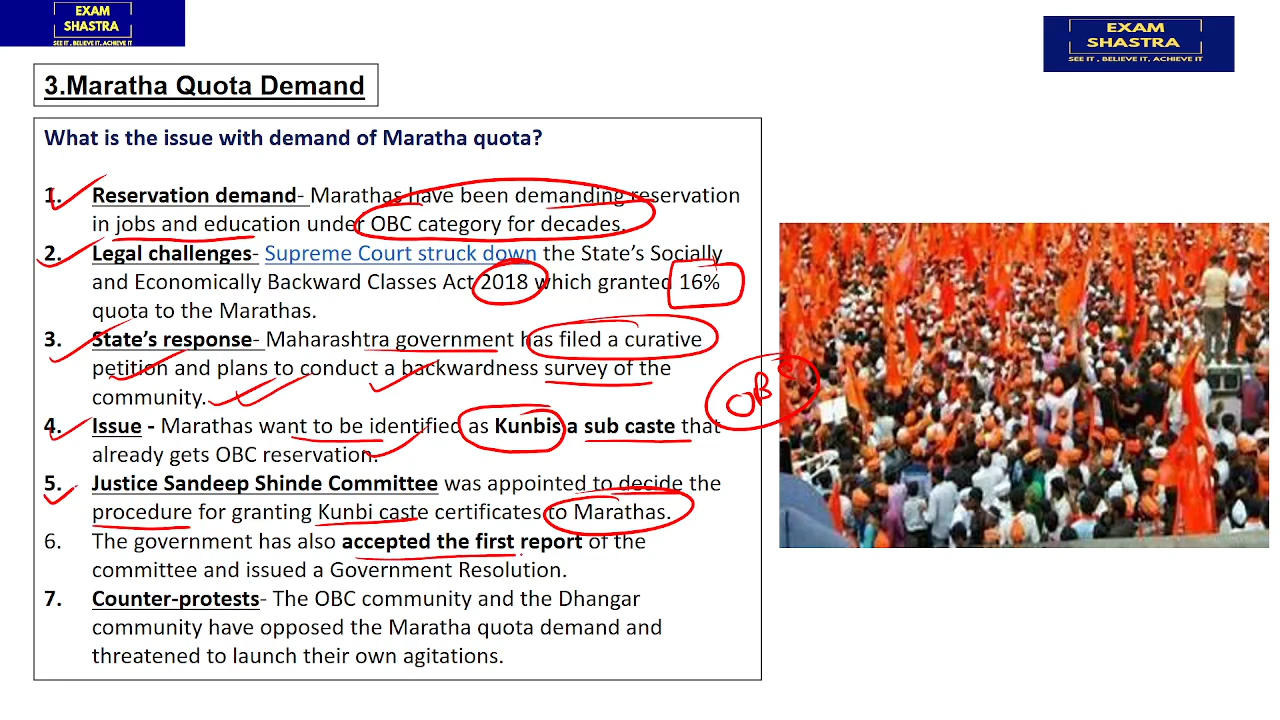 EXAM
SHASTRA
SEE IT , BELIEVE IT, ACHIEVE IT
EXAM
SHASTRA
SEE IT , BELIEVE IT, ACHIEVE IT
3.Maratha Quota Demand
What is the issue with demand of Maratha quota?
1. Reservation demand- Marathas have been demanding reservation
in jobs and education under OBC category for decades.
2. Legal challenges- Supreme Court struck down the State’s Socially
and Economically Backward Classes Act 2018 which granted 16%
quota to the Marathas.
3. State’s response- Maharashtra government has filed a curative
petition and plans to conduct a backwardness survey of the
community.
4. Issue - Marathas want to be identified as Kunbis a sub caste that
already gets OBC reservation.
5. Justice Sandeep Shinde Committee was appointed to decide the
procedure for granting Kunbi caste certificates to Marathas.
6. The government has also accepted the first report of the
committee and issued a Government Resolution.
7. Counter-protests- The OBC community and the Dhangar
community have opposed the Maratha quota demand and
threatened to launch their own agitations.